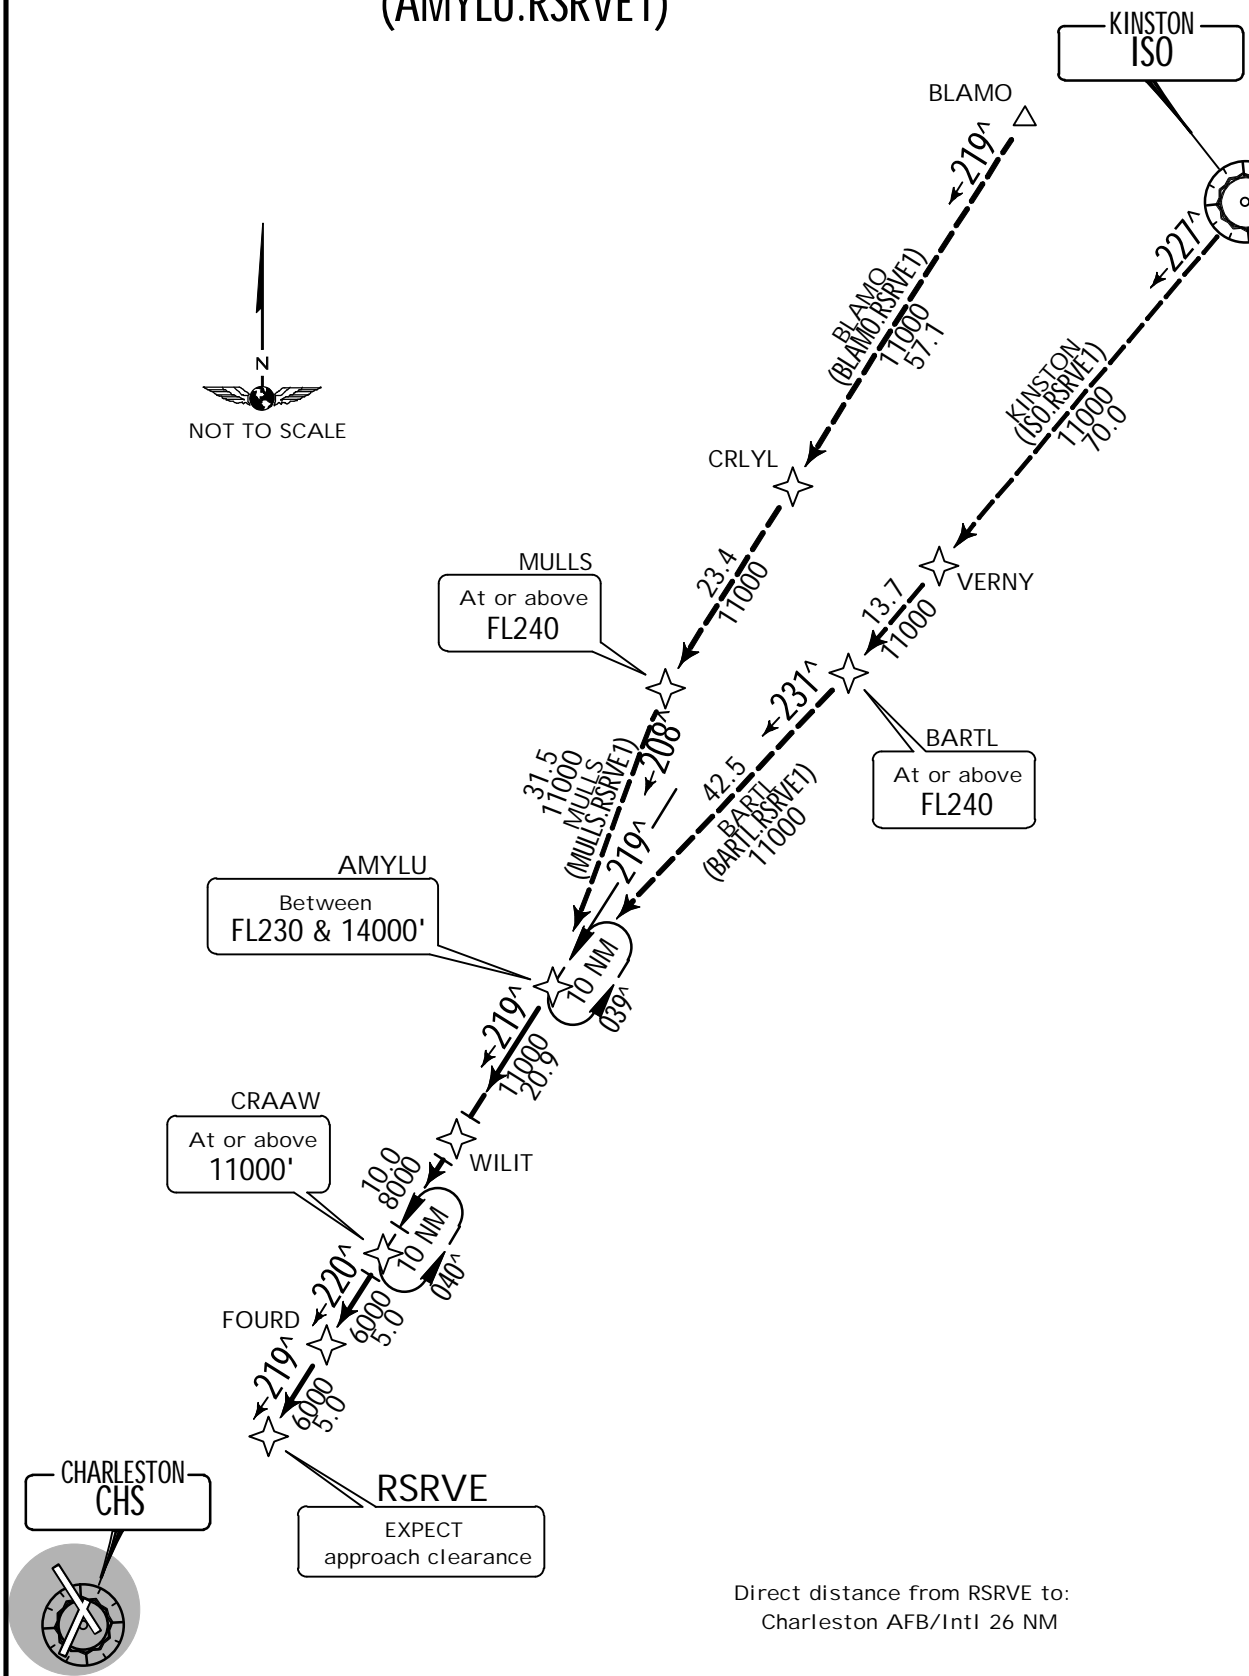 (AMYLU.RSRVE1)
KINSTON
ISO
BLAMO
219^
227^
BLAMO
(BLAMO.RSRVE1)
11000
57.1
N
NOT TO SCALE
KINSTON
(ISO.RSRVE1)
11000
70.0
CRLYL
MULLS
At or above
FL240
23.4
11000
VERNY
13.7
11000
231^
BARTL
At or above
FL240
208^
31.5
11000
MULLS
(MULLS.RSRVE1)
42.5
BARTL
(BARTL.RSRVE1)
11000
219^
AMYLU
Between
FL230 & 14000'
10 NM
039^
219^
11000
20.9
CRAAW
At or above
11000'
WILIT
10.0
8000
10 NM
040^
220^
6000
5.0
FOURD
219^
6000
5.0
CHARLESTON
CHS
RSRVE
EXPECT
approach clearance
Direct distance from RSRVE to:
Charleston AFB/Intl 26 NM